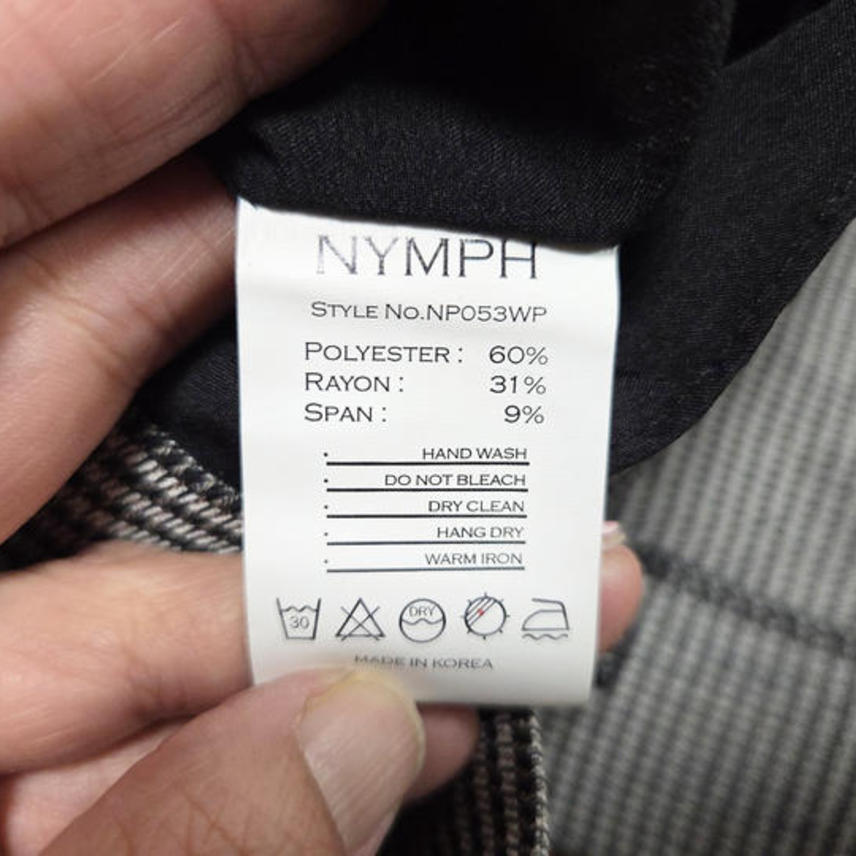 NYMPH
STYLE No.NP053WP
POLYESTER : 60%
RAYON : 31%
SPAN : 9%
· HAND WASH
· DO NOT BLEACH
· DRY CLEAN
· HANG DRY
· WARM IRON
30 DRY
MADE IN KOREA